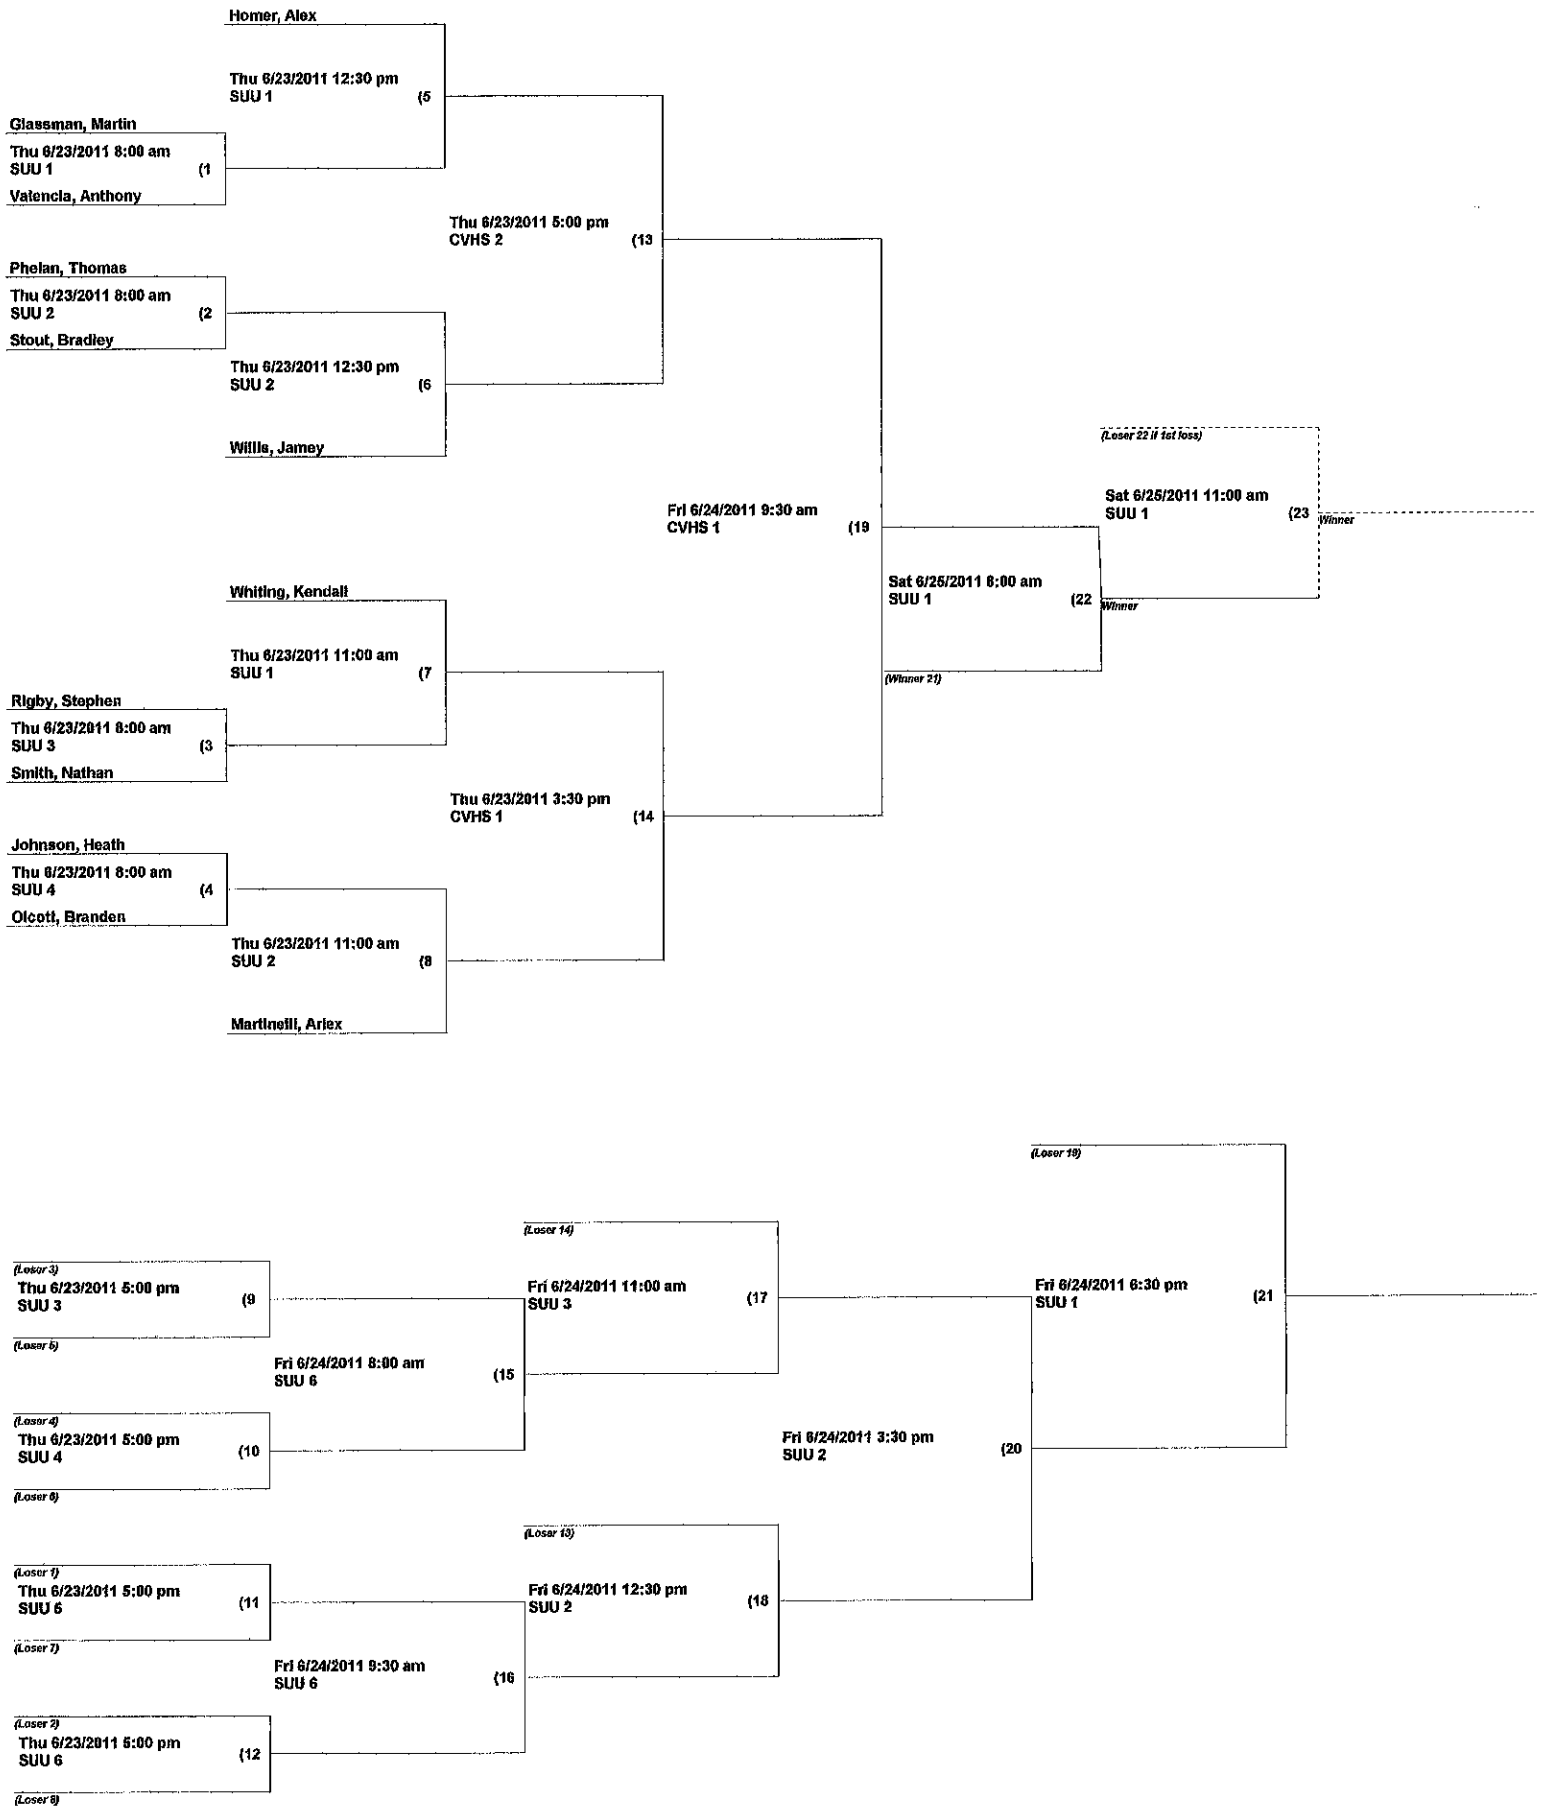 Homer, Alex
Thu 6/23/2011 12:30 pm
SUU 1 (5
Glassman, Martin
Thu 6/23/2011 8:00 am
SUU 1 (1
Valencia, Anthony
Thu 6/23/2011 5:00 pm
CVHS 2 (13
Phelan, Thomas
Thu 6/23/2011 8:00 am
SUU 2 (2
Stout, Bradley
Thu 6/23/2011 12:30 pm
SUU 2 (6
Willis, Jamey
(Loser 22 if 1st loss)
Sat 6/25/2011 11:00 am
SUU 1 (23
Winner
Fri 6/24/2011 9:30 am
CVHS 1 (19
Sat 6/25/2011 8:00 am
SUU 1 (22
Winner
(Winner 21)
Whiting, Kendall
Thu 6/23/2011 11:00 am
SUU 1 (7
Rigby, Stephen
Thu 6/23/2011 8:00 am
SUU 3 (3
Smith, Nathan
Thu 6/23/2011 3:30 pm
CVHS 1 (14
Johnson, Heath
Thu 6/23/2011 8:00 am
SUU 4 (4
Olcott, Branden
Thu 6/23/2011 11:00 am
SUU 2 (8
Martinelli, Arlex
(Loser 19)
(Loser 14)
(Loser 3)
Thu 6/23/2011 5:00 pm
SUU 3 (9
(Loser 5)
Fri 6/24/2011 11:00 am
SUU 3 (17
Fri 6/24/2011 6:30 pm
SUU 1 (21
Fri 6/24/2011 8:00 am
SUU 6 (15
(Loser 4)
Thu 6/23/2011 5:00 pm
SUU 4 (10
(Loser 6)
Fri 6/24/2011 3:30 pm
SUU 2 (20
(Loser 13)
(Loser 1)
Thu 6/23/2011 5:00 pm
SUU 5 (11
(Loser 7)
Fri 6/24/2011 12:30 pm
SUU 2 (18
Fri 6/24/2011 9:30 am
SUU 6 (16
(Loser 2)
Thu 6/23/2011 5:00 pm
SUU 6 (12
(Loser 8)